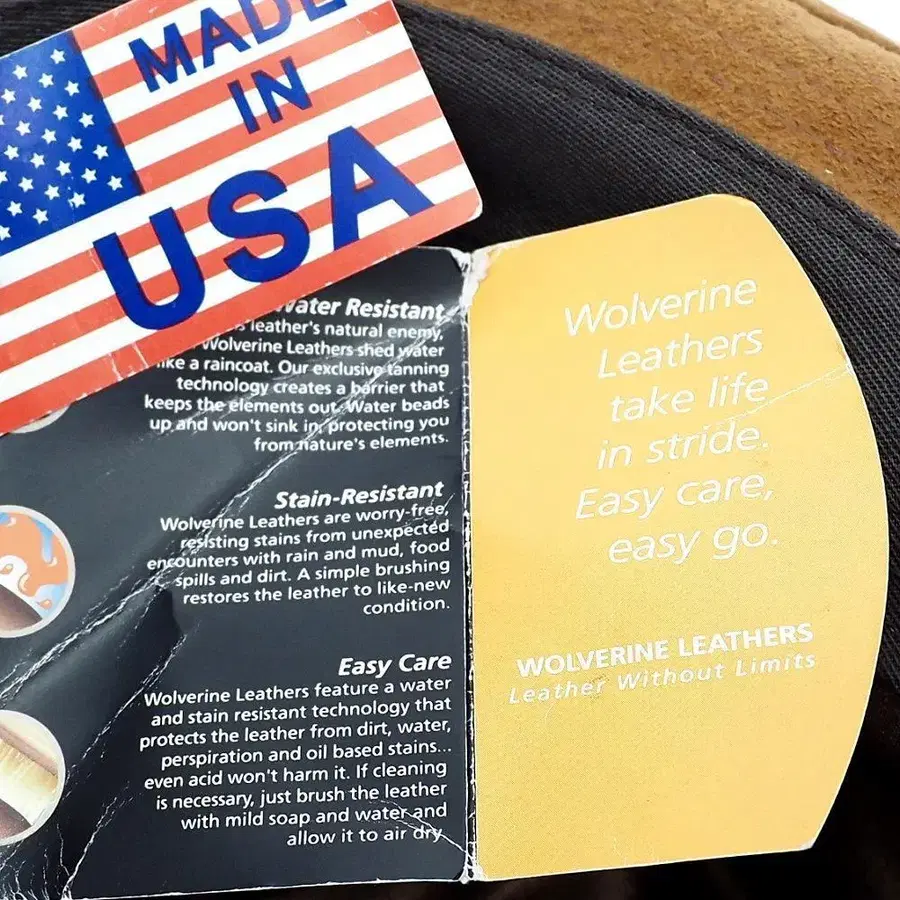 MADE
IN
USA
Water Resistant
leather's natural enemy,
Wolverine Leathers shed water
like a raincoat. Our exclusive tanning
technology creates a barrier that
keeps the elements out. Water beads
up and won't sink in, protecting you
from nature's elements.
Stain-Resistant
Wolverine Leathers are worry-free,
resisting stains from unexpected
encounters with rain and mud, food
spills and dirt. A simple brushing
restores the leather to like-new
condition.
Easy Care
Wolverine Leathers feature a water
and stain resistant technology that
protects the leather from dirt, water,
perspiration and oil based stains...
even acid won't harm it. If cleaning
is necessary, just brush the leather
with mild soap and water and
allow it to air dry.
Wolverine
Leathers
take life
in stride.
Easy care,
easy go.
WOLVERINE LEATHERS
Leather Without Limits